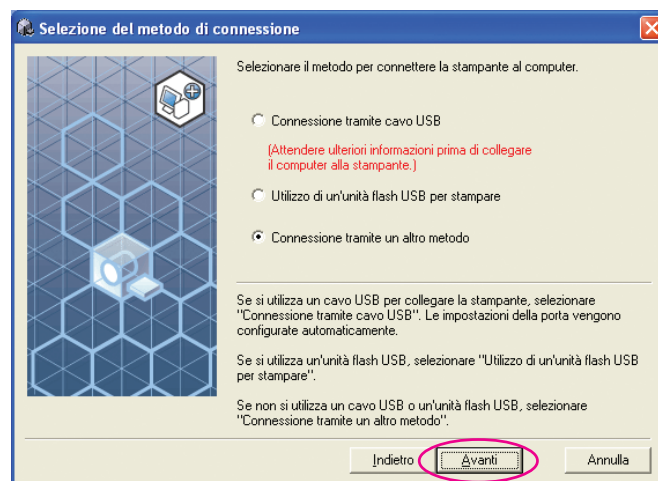 Selezione del metodo di connessione
Selezionare il metodo per connettere la stampante al computer.
Connessione tramite cavo USB
(Attendere ulteriori informazioni prima di collegare
il computer alla stampante.)
Utilizzo di un'unità flash USB per stampare
Connessione tramite un altro metodo
Se si utilizza un cavo USB per collegare la stampante, selezionare
"Connessione tramite cavo USB". Le impostazioni della porta vengono
configurate automaticamente.
Se si utilizza un'unità flash USB, selezionare "Utilizzo di un'unità flash USB
per stampare".
Se non si utilizza un cavo USB o un'unità flash USB, selezionare
"Connessione tramite un altro metodo".
Indietro Avanti Annulla